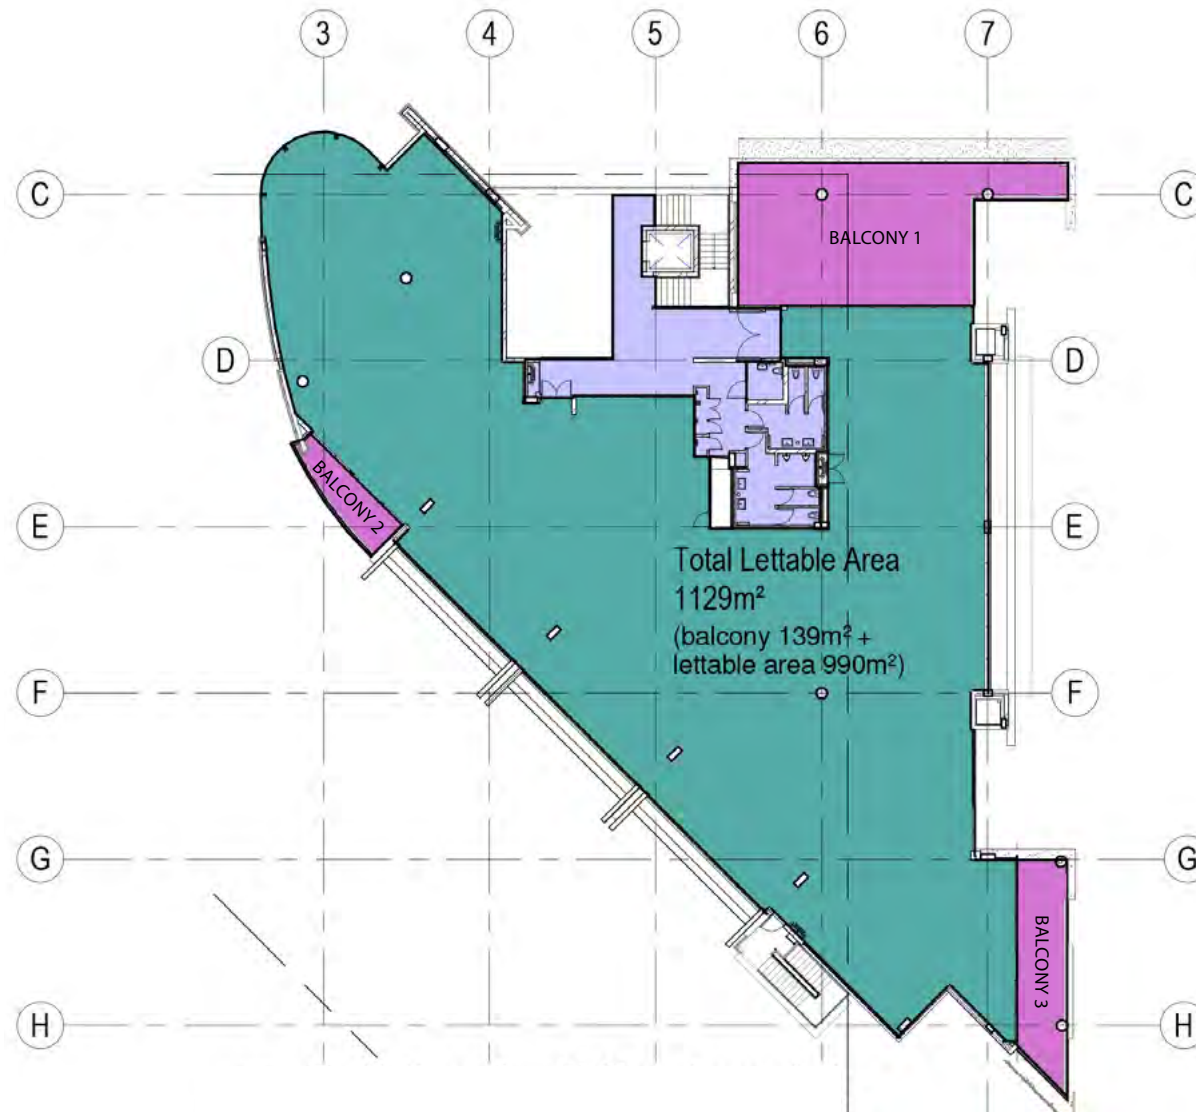 3 4 5 6 7
C C
BALCONY 1
D D
BALCONY 2
E E
Total Lettable Area
1129m²
(balcony 139m² +
lettable area 990m²)
F F
G G
BALCONY 3
H H